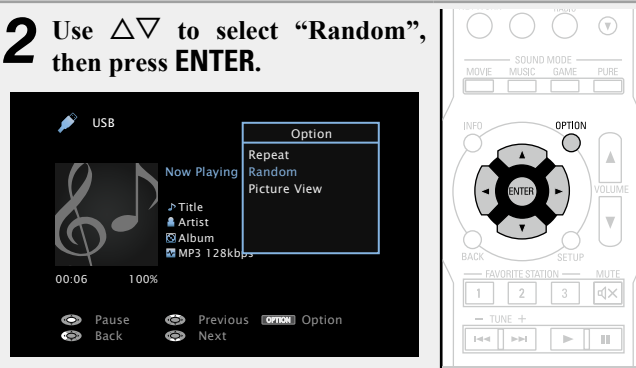 2 Use △▽ to select “Random”,
then press ENTER.
USB
Option
Repeat
Random
Picture View
Now Playing
Title
Artist
Album
MP3 128kbps
00:06 100%
Pause Previous OPTION Option
Back Next
SOUND MODE
MOVIE MUSIC GAME PURE
INFO OPTION
ENTER
VOLUME
BACK SETUP
FAVORITE STATION MUTE
1 2 3
− TUNE +